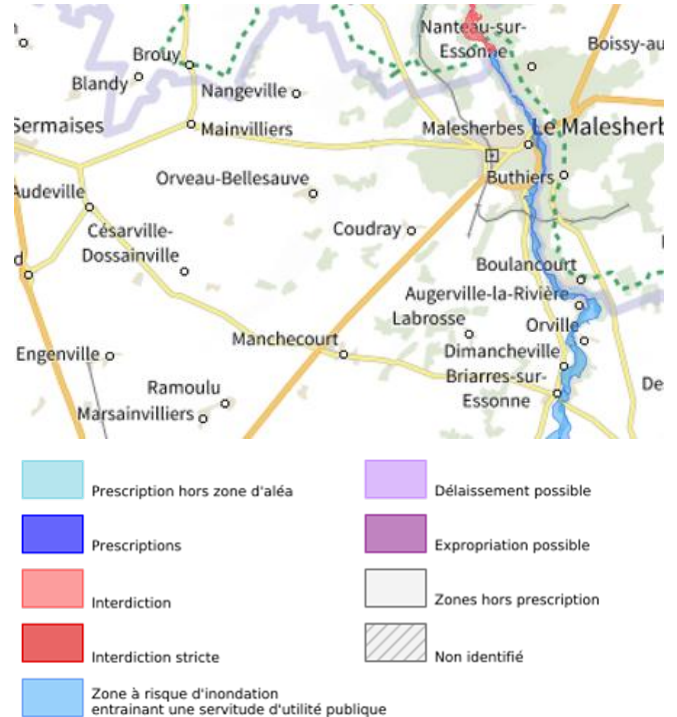 Nanteau-sur-
Essonne
Boissy-au
Brouy
Blandy
Nangeville
Sermaises
Mainvilliers
Malesherbes
Le Malesherb
Audeville
Orveau-Bellesauve
Buthiers
Césarville-
Dossainville
Coudray
d
Boulancourt
Augerville-la-Rivière
Labrosse
Orville
Manchecourt
Engenville
Dimancheville
Ramoulu
Briarres-sur-
Essonne
De
Marsainvilliers
Prescription hors zone d'aléa
Délaissement possible
Prescriptions
Expropriation possible
Interdiction
Zones hors prescription
Interdiction stricte
Non identifié
Zone à risque d'inondation
entrainant une servitude d'utilité publique